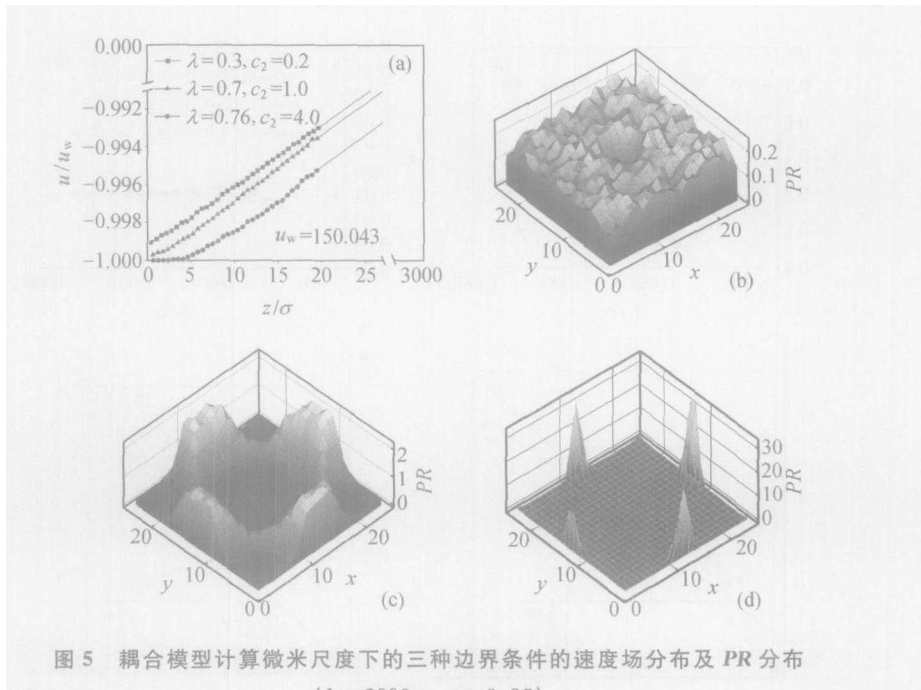 0.000
(a)
(b)
λ=0.3, c₂=0.2
λ=0.7, c₂=1.0
λ=0.76, c₂=4.0
−0.992
−0.994
−0.996
−0.998
−1.000
u/u_w
u_w=150.043
0 5 10 15 20 25 3000
z/σ
0.2
0.1
0
PR
20
10
0
y
0
10
20
x
2
1
0
PR
20
10
0
y
0
10
20
x
(c)
30
20
10
0
PR
20
10
0
y
0
10
20
x
(d)
图 5 耦合模型计算微米尺度下的三种边界条件的速度场分布及 PR 分布